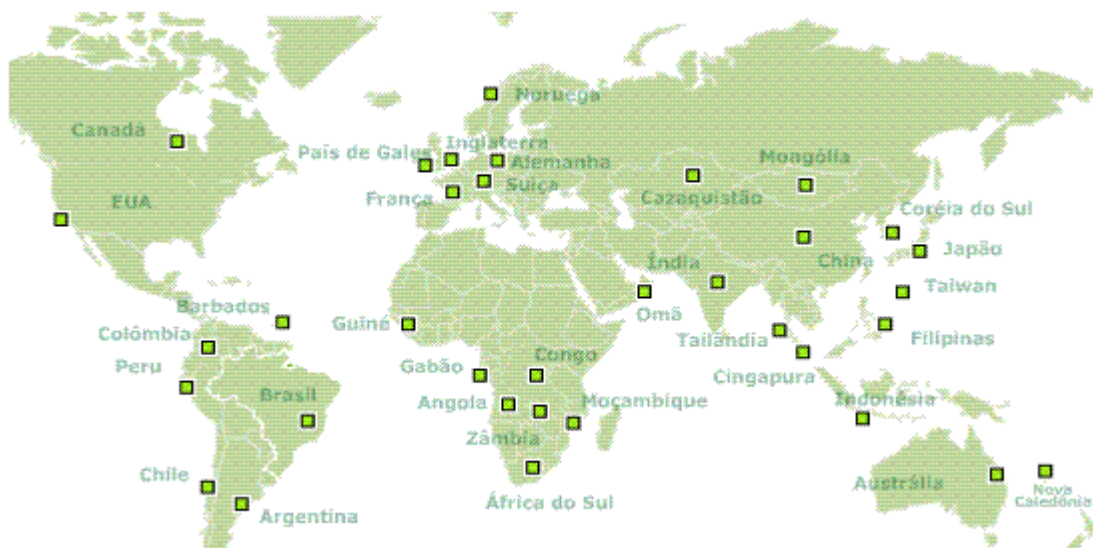 Noruega
Canadá
Inglaterra
País de Gales
Alemanha
Mongólia
Suiça
França
Cazaquistão
EUA
Coréia do Sul
Japão
Índia
China
Taiwan
Barbados
Omã
Guiné
Colômbia
Tailândia
Filipinas
Peru
Gabão
Congo
Cingapura
Brasil
Angola
Moçambique
Indonésia
Zâmbia
Chile
Austrália
Nova
Caledônia
África do Sul
Argentina